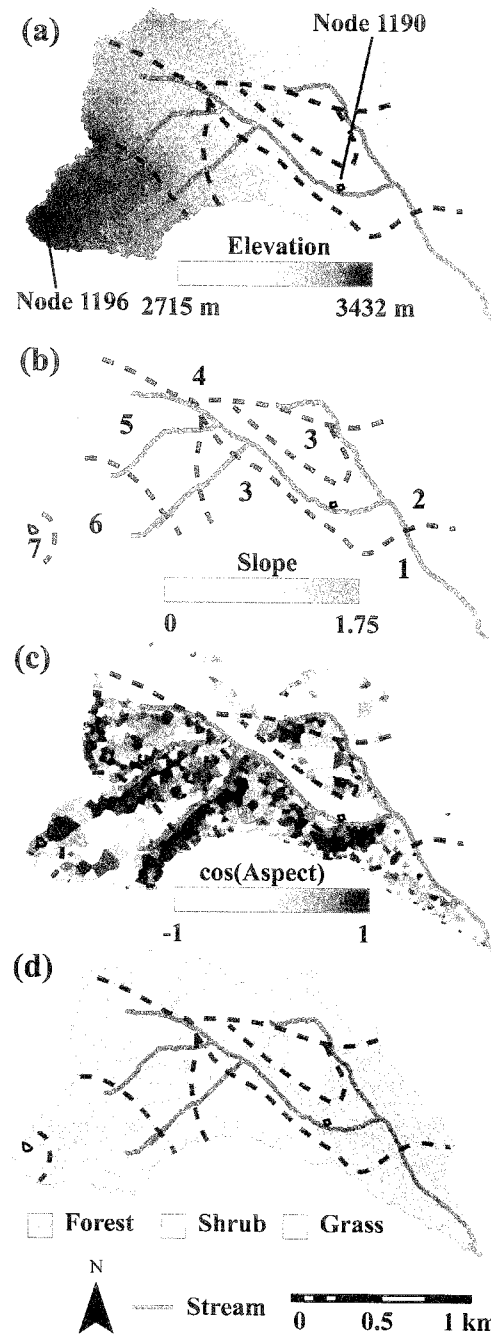 (a)
Node 1190
Elevation
Node 1196
2715 m
3432 m
(b)
4
5
3
3
2
6
7
1
Slope
0
1.75
(c)
cos(Aspect)
-1
1
(d)
Forest
Shrub
Grass
N
Stream
0
0.5
1 km